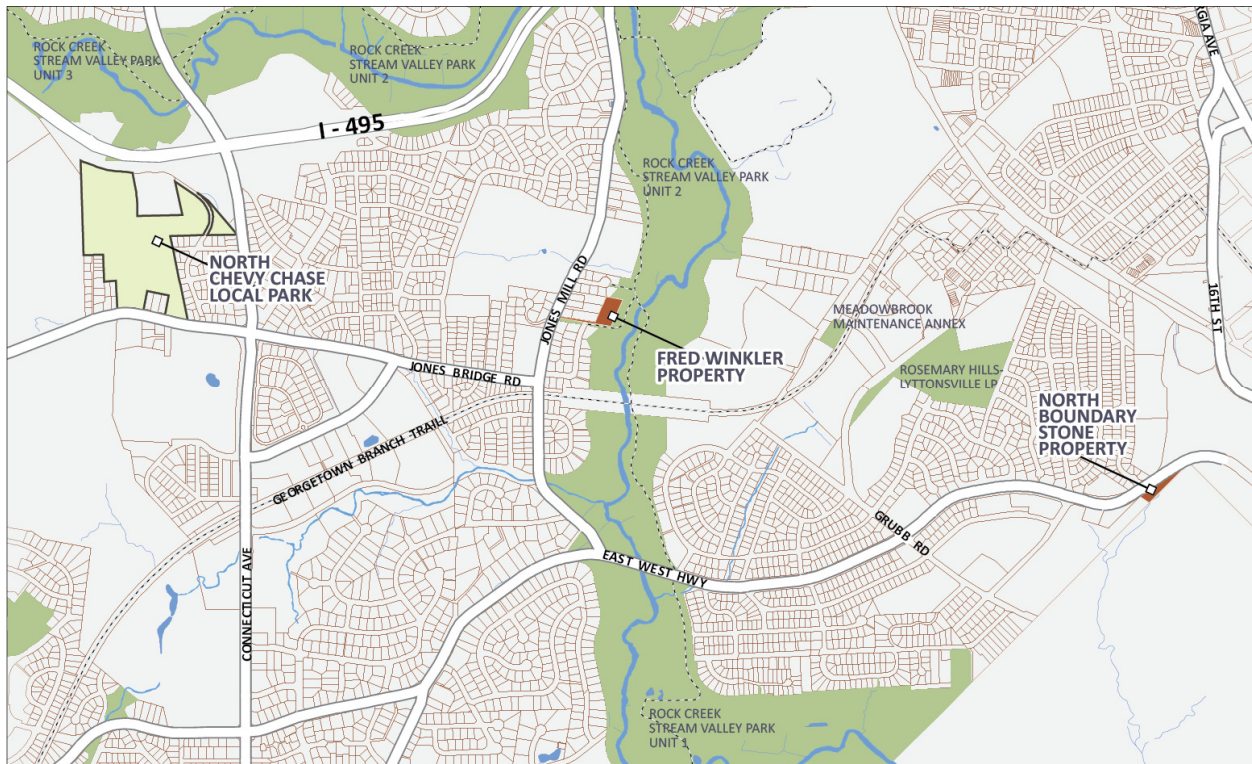 ROCK CREEK
STREAM VALLEY PARK
UNIT 3
ROCK CREEK
STREAM VALLEY PARK
UNIT 2
I - 495
RGIA AVE
ROCK CREEK
STREAM VALLEY PARK
UNIT 2
NORTH
CHEVY CHASE
LOCAL PARK
JONES MILL RD
16TH ST
MEADOWBROOK
MAINTENANCE ANNEX
FRED WINKLER
PROPERTY
JONES BRIDGE RD
ROSEMARY HILLS-
LYTTONSVILLE LP
NORTH
BOUNDARY
STONE
PROPERTY
GEORGETOWN BRANCH TRAILL
GRUBB RD
EAST WEST HWY
CONNECTICUT AVE
ROCK CREEK
STREAM VALLEY PARK
UNIT 1